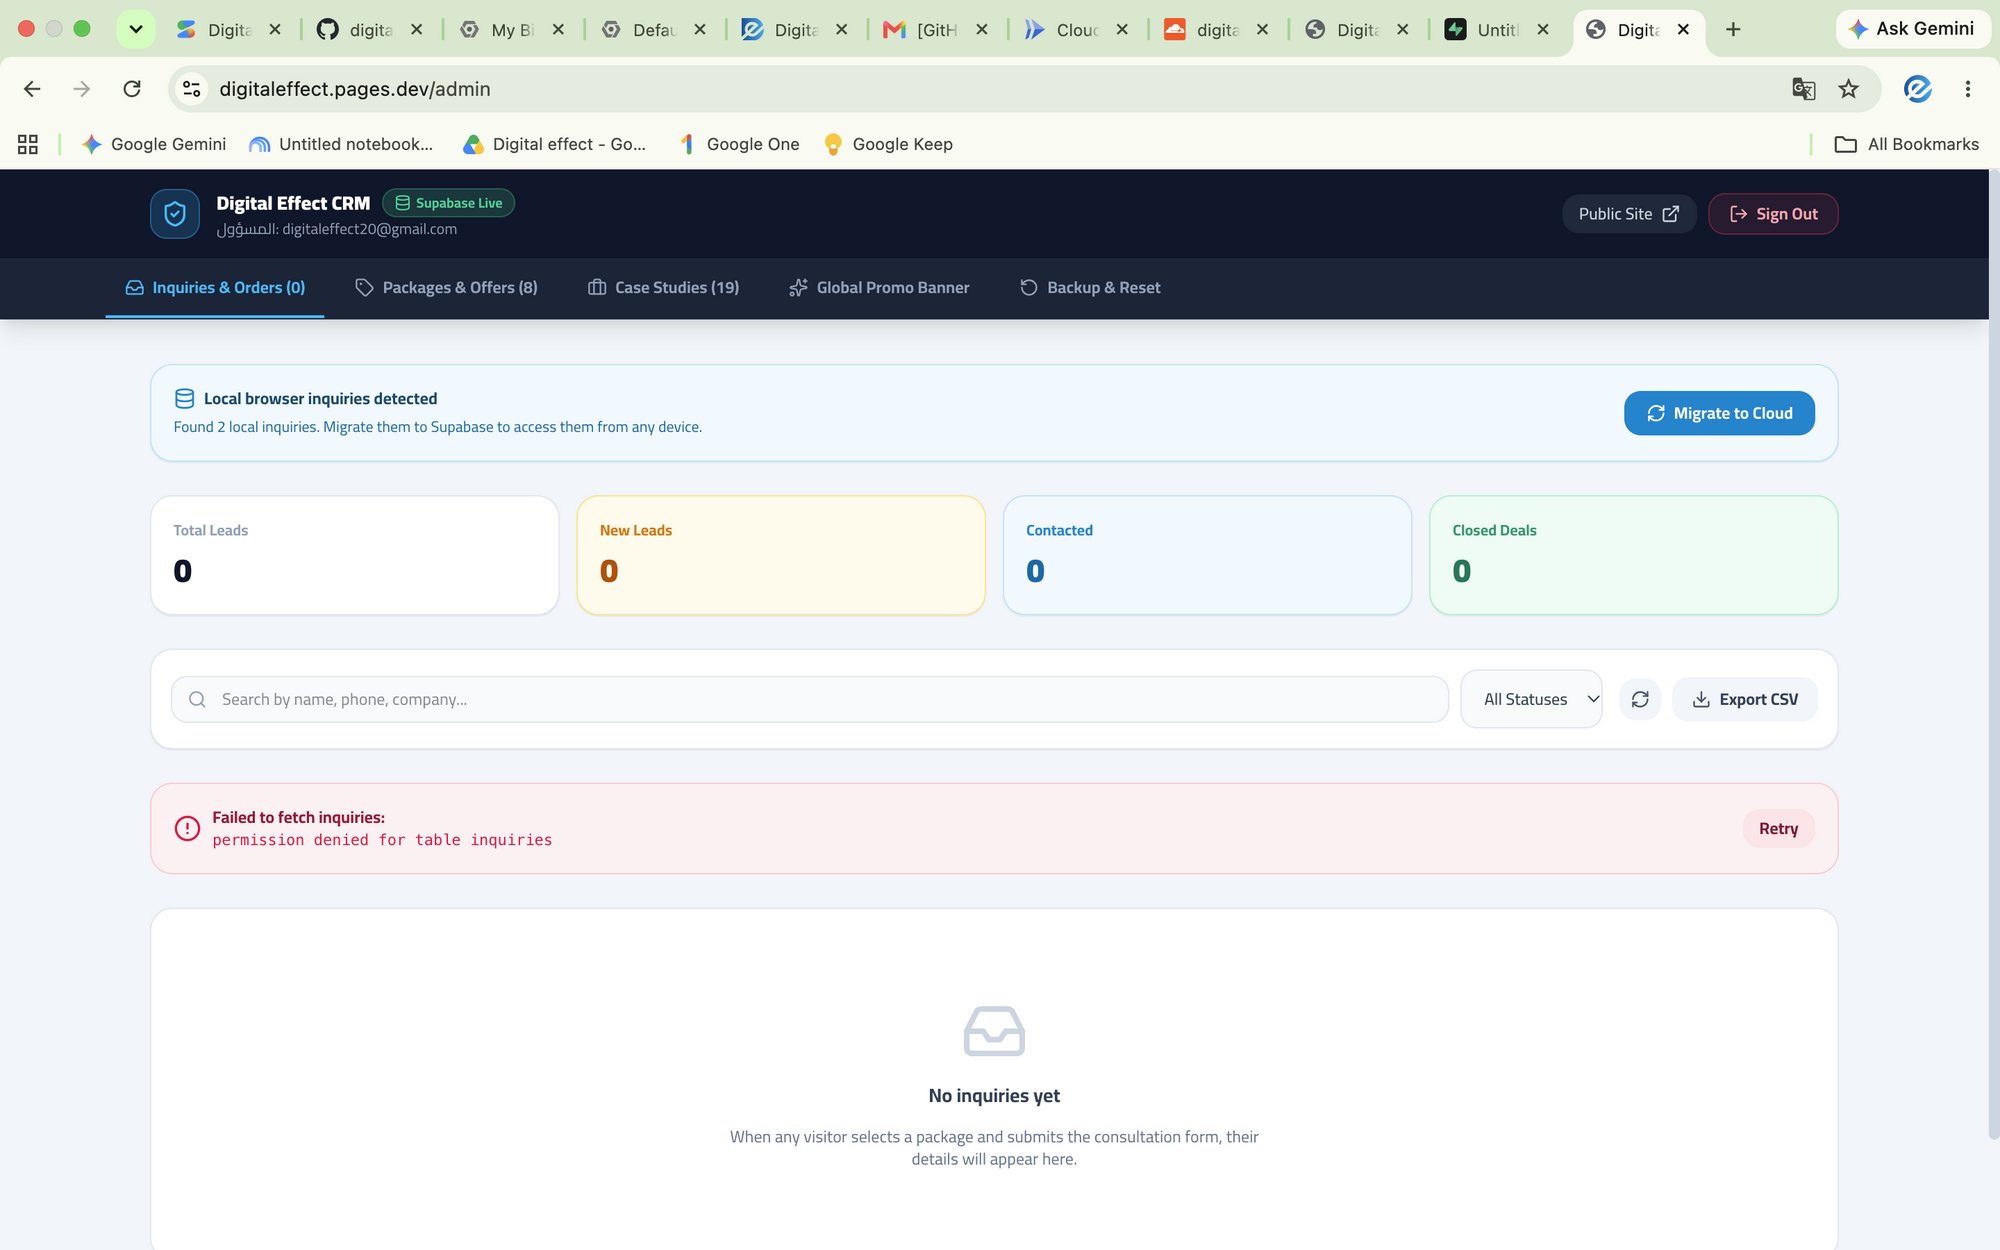 Digita
digita
My Bi
Defau
Digita
[GitH
Clou
digita
Digita
Untitl
Digita
Ask Gemini
digitaleffect.pages.dev/admin
Google Gemini
Untitled notebook...
Digital effect - Go...
Google One
Google Keep
All Bookmarks
Digital Effect CRM
Supabase Live
المسؤول: digitaleffect20@gmail.com
Public Site
Sign Out
Inquiries & Orders (0)
Packages & Offers (8)
Case Studies (19)
Global Promo Banner
Backup & Reset
Local browser inquiries detected
Found 2 local inquiries. Migrate them to Supabase to access them from any device.
Migrate to Cloud
Total Leads
0
New Leads
0
Contacted
0
Closed Deals
0
Search by name, phone, company...
All Statuses
Export CSV
Failed to fetch inquiries:
permission denied for table inquiries
Retry
No inquiries yet
When any visitor selects a package and submits the consultation form, their
details will appear here.